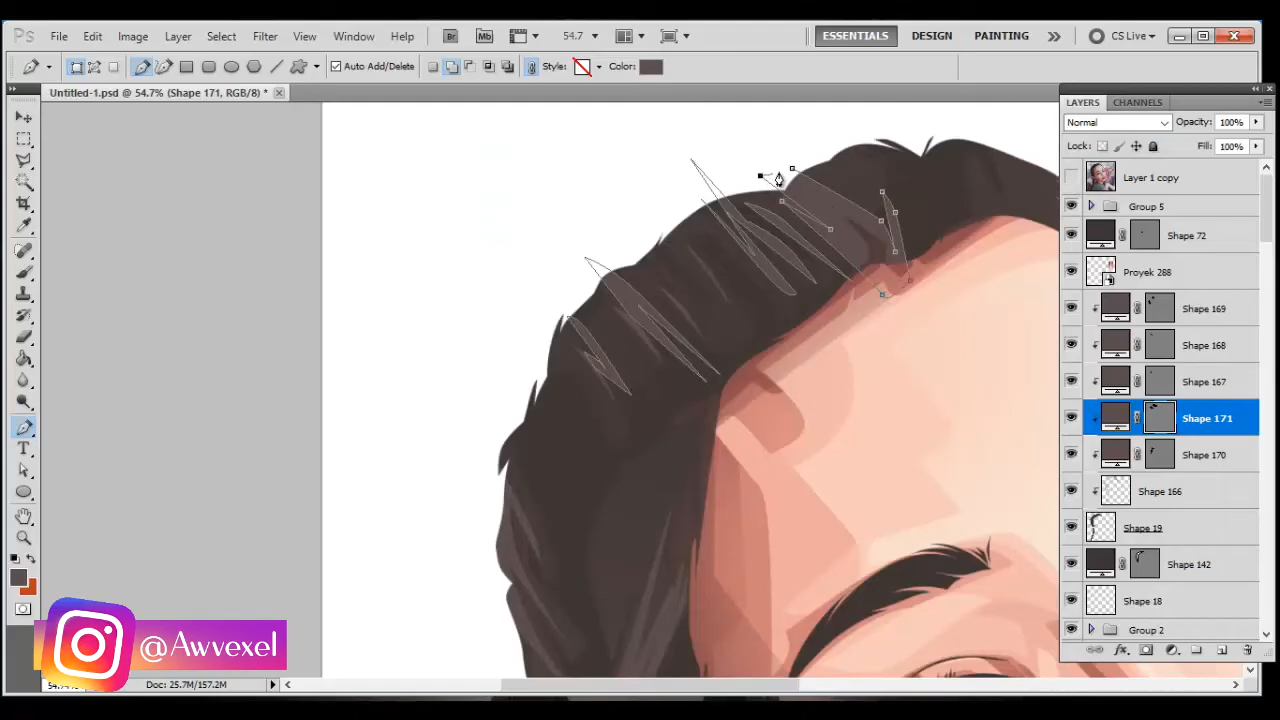 Ps File Edit Image Layer Select Filter View Window Help Br Mb 54.7 ESSENTIALS DESIGN PAINTING CS Live
Auto Add/Delete Style: Color:
Untitled-1.psd @ 54.7% (Shape 171, RGB/8) *
LAYERS CHANNELS
Normal Opacity: 100%
Lock: Fill: 100%
Layer 1 copy
Group 5
Shape 72
Proyek 288
Shape 169
Shape 168
Shape 167
Shape 171
Shape 170
Shape 166
Shape 19
Shape 142
Shape 18
Group 2
T
fx
@Awvexel
Doc: 25.7M/157.2M